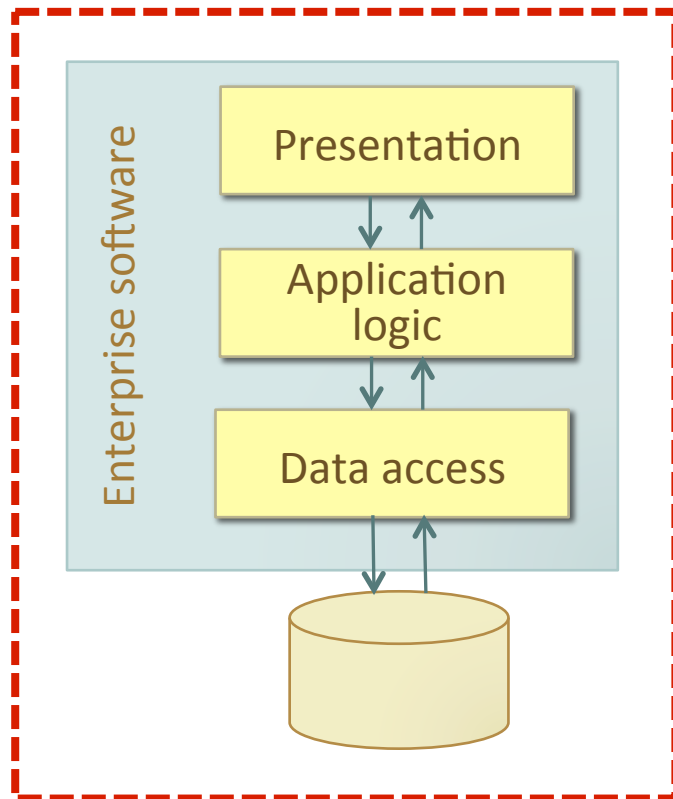 Enterprise software
Presentation
Application
logic
Data access